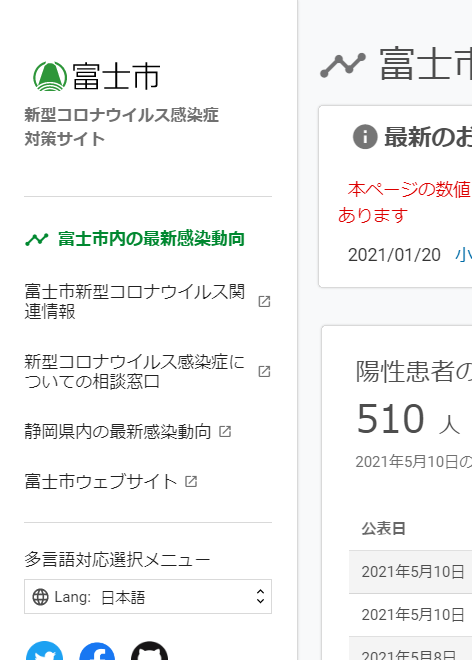 富士市
新型コロナウイルス感染症
対策サイト
富士市内の最新感染動向
富士市新型コロナウイルス関
連情報
新型コロナウイルス感染症に
ついての相談窓口
静岡県内の最新感染動向
富士市ウェブサイト
多言語対応選択メニュー
Lang: 日本語
富士
最新のお
本ページの数値
あります
2021/01/20 小
陽性患者の
510 人
2021年5月10日の
公表日
2021年5月10日
2021年5月10日
2021年5月8日